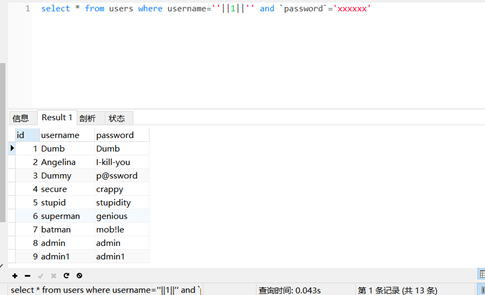 1 select * from users where username=''||1||'' and `password`='xxxxxx'
信息 Result 1 剖析 状态
id username password
1 Dumb Dumb
2 Angelina I-kill-you
3 Dummy p@ssword
4 secure crappy
5 stupid stupidity
6 superman genious
7 batman mob!le
8 admin admin
9 admin1 admin1
select * from users where username=''||1||'' and ` 查询时间: 0.043s 第 1 条记录 (共 13 条)